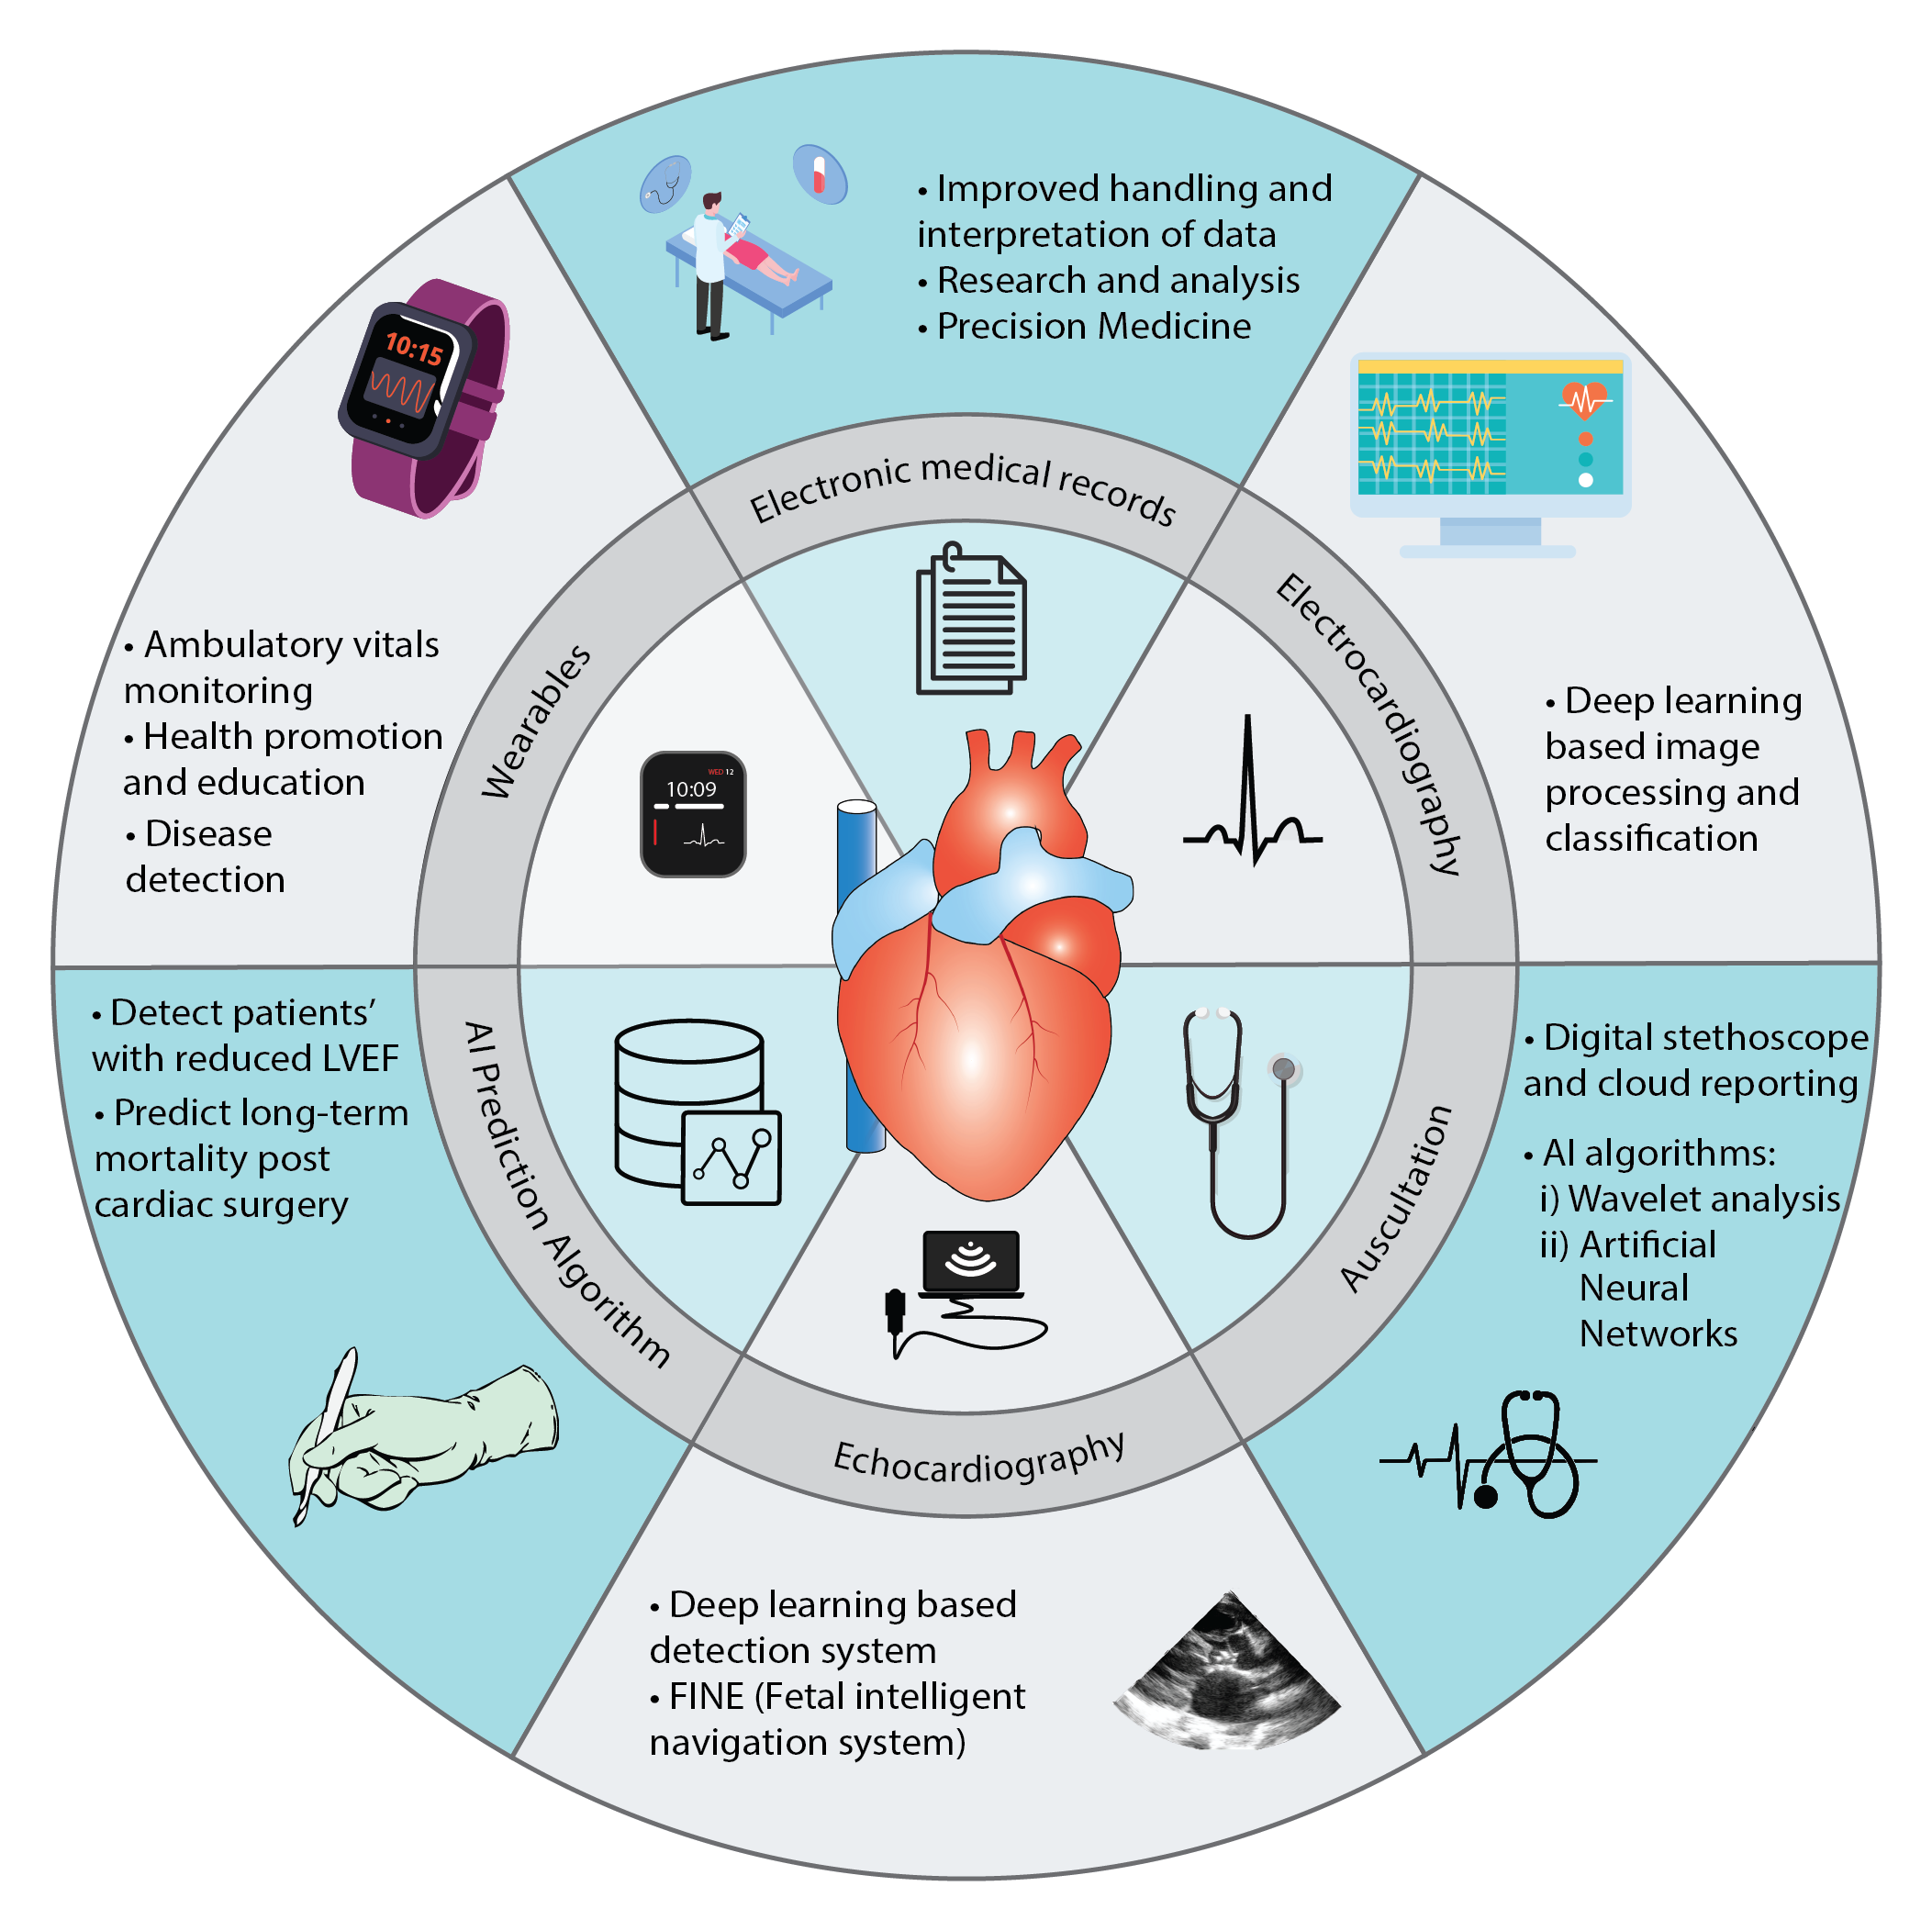 • Improved handling and
interpretation of data
• Research and analysis
• Precision Medicine
Electronic medical records
10:15
• Ambulatory vitals
monitoring
• Health promotion
and education
• Disease
detection
Wearables
WED 12
10:09
Electrocardiography
• Deep learning
based image
processing and
classification
• Detect patients’
with reduced LVEF
• Predict long-term
mortality post
cardiac surgery
AI Prediction Algorithm
Auscultation
• Digital stethoscope
and cloud reporting
• AI algorithms:
i) Wavelet analysis
ii) Artificial
Neural
Networks
Echocardiography
• Deep learning based
detection system
• FINE (Fetal intelligent
navigation system)